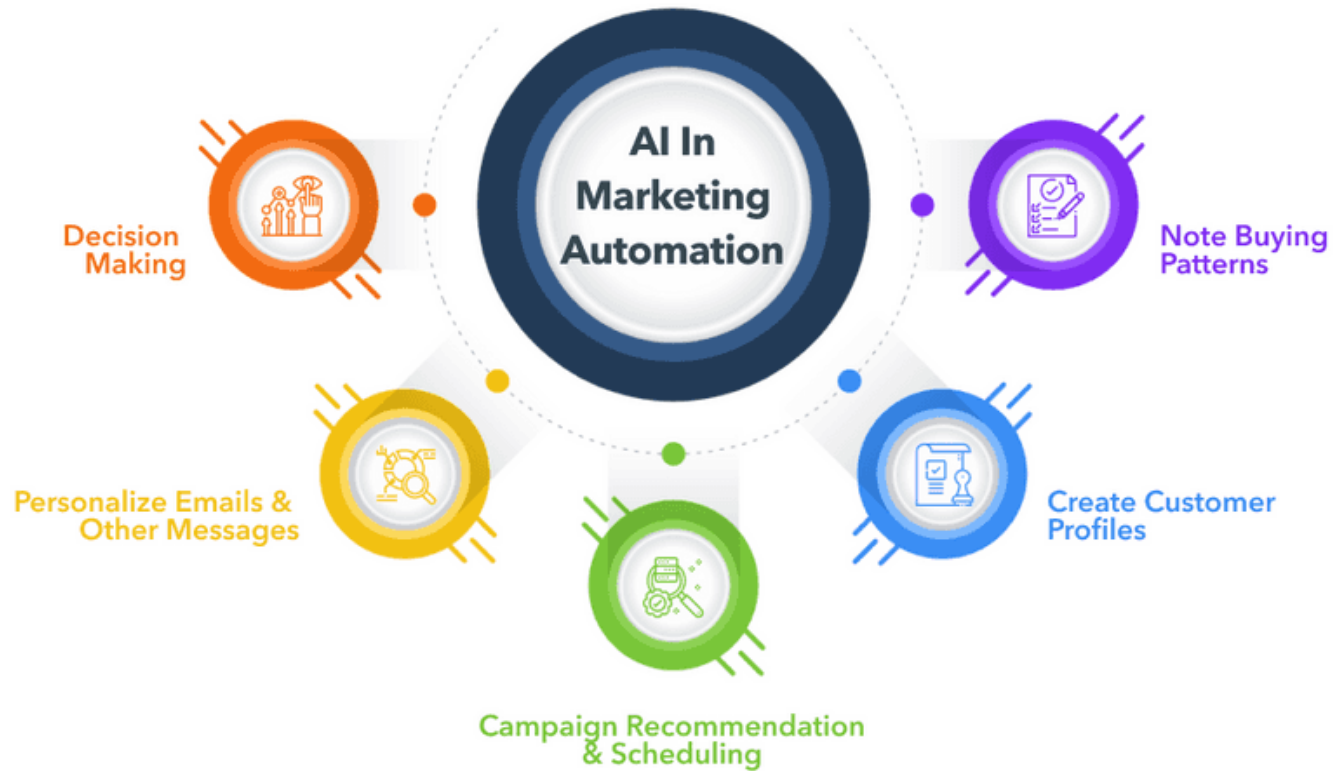 AI In
Marketing
Automation
Decision
Making
Note Buying
Patterns
Personalize Emails &
Other Messages
Create Customer
Profiles
Campaign Recommendation
& Scheduling